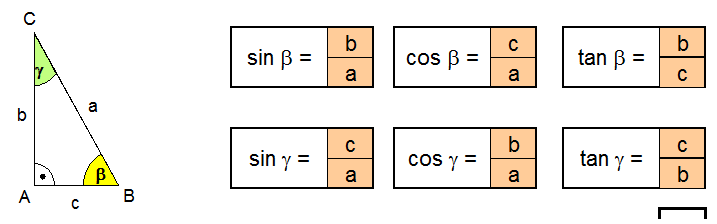 C
γ
b
a
β
A
c
B
sin β = b/a
cos β = c/a
tan β = b/c
sin γ = c/a
cos γ = b/a
tan γ = c/b